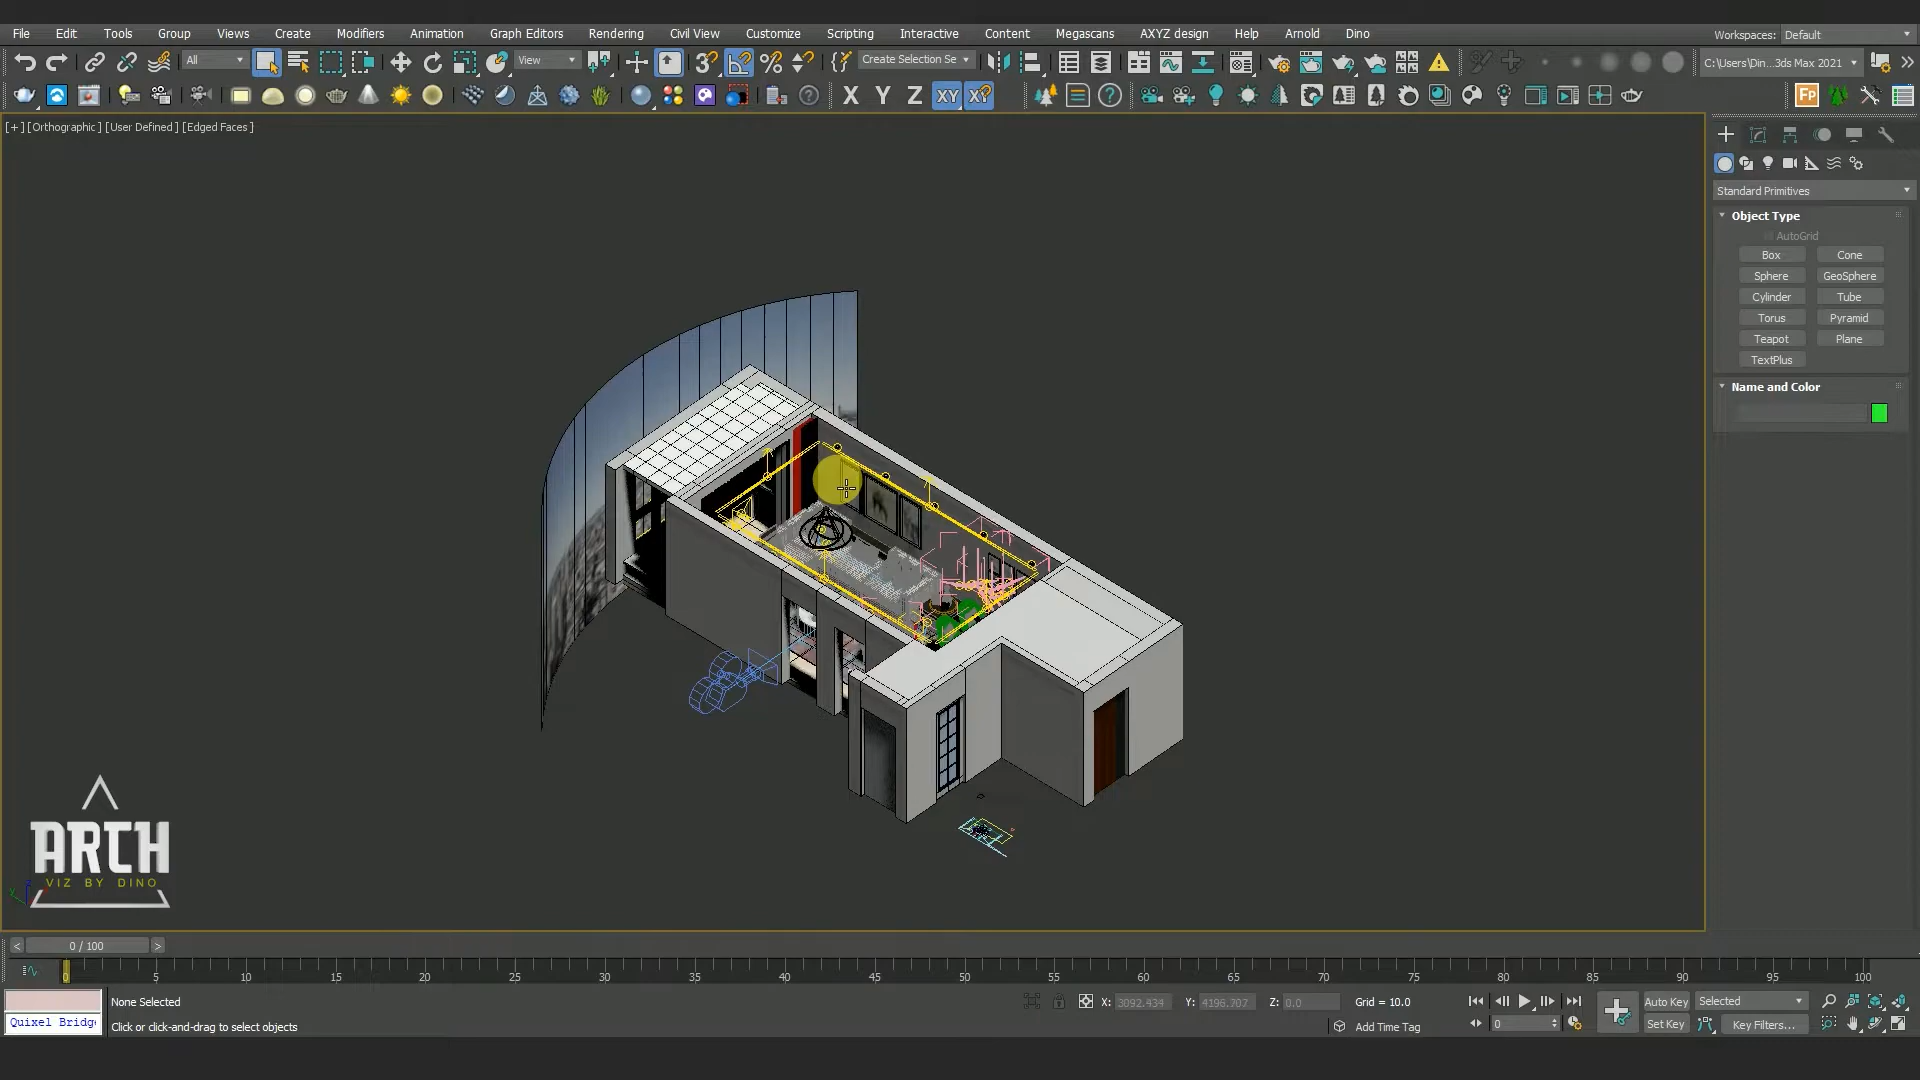 File Edit Tools Group Views Create Modifiers Animation Graph Editors Rendering Civil View Customize Scripting Interactive Content Megascans AXYZ design Help Arnold Dino Workspaces: Default
All View Create Selection Se C:\Users\Din...3ds Max 2021
X Y Z XY XY
[+] [Orthographic] [User Defined] [Edged Faces]
Standard Primitives
Object Type
AutoGrid
Box Cone
Sphere GeoSphere
Cylinder Tube
Torus Pyramid
Teapot Plane
TextPlus
Name and Color
ARCH
VIZ BY DINO
< 0 / 100 >
0 5 10 15 20 25 30 35 40 45 50 55 60 65 70 75 80 85 90 95 100
None Selected X: 3092.434 Y: 4196.707 Z: 0.0 Grid = 10.0 Auto Key Selected
Quixel Bridg Click or click-and-drag to select objects Add Time Tag 0 Set Key Key Filters...